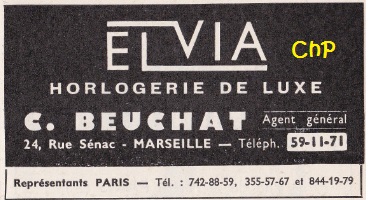 ELVIA
ChP
HORLOGERIE DE LUXE
C. BEUCHAT Agent général
24, Rue Sénac - MARSEILLE — Téléph. 59-11-71
Représentants PARIS — Tél. : 742-88-59, 355-57-67 et 844-19-79